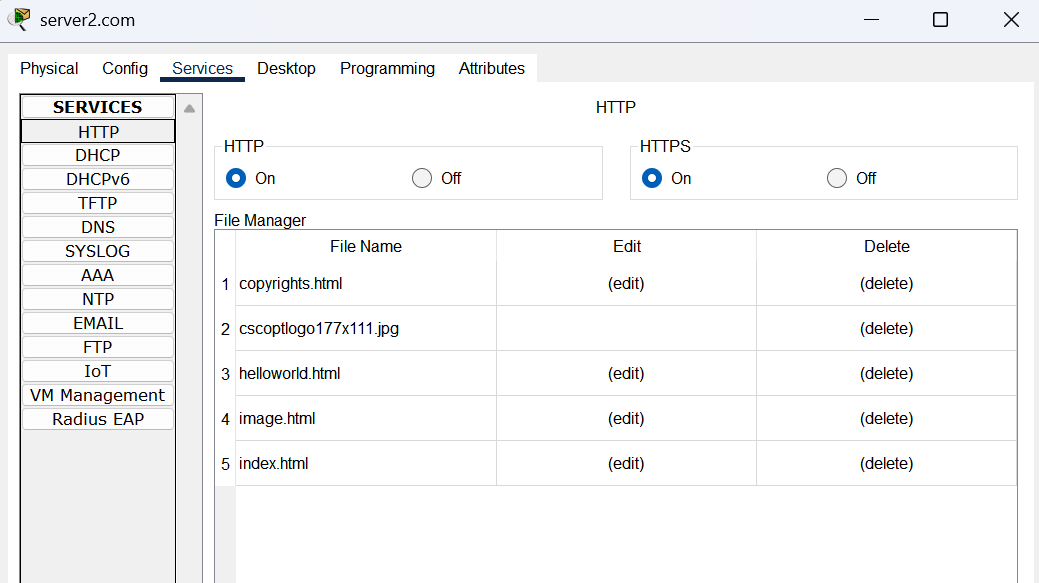 server2.com
Physical Config Services Desktop Programming Attributes
SERVICES
HTTP
DHCP
DHCPv6
TFTP
DNS
SYSLOG
AAA
NTP
EMAIL
FTP
IoT
VM Management
Radius EAP
HTTP
HTTP
On Off
HTTPS
On Off
File Manager
File Name Edit Delete
1 copyrights.html (edit) (delete)
2 cscoptlogo177x111.jpg (delete)
3 helloworld.html (edit) (delete)
4 image.html (edit) (delete)
5 index.html (edit) (delete)